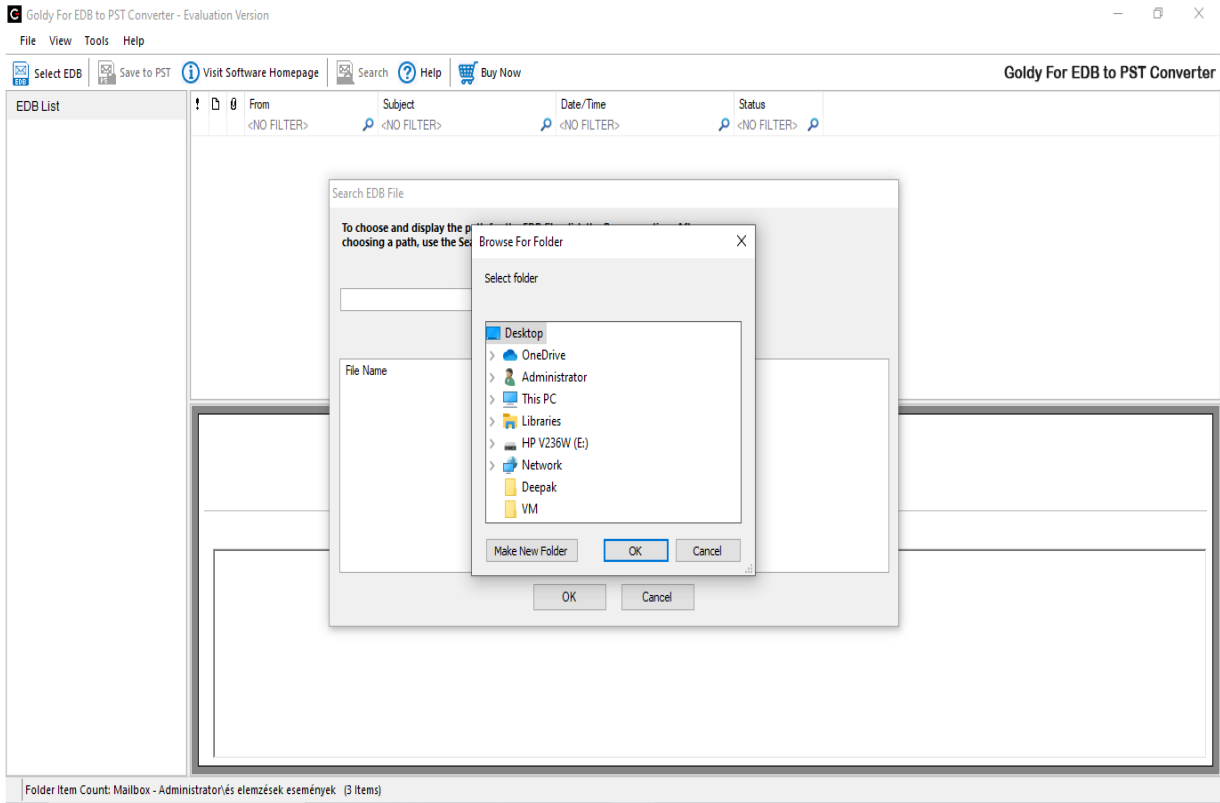 Goldy For EDB to PST Converter - Evaluation Version
File View Tools Help
Select EDB Save to PST Visit Software Homepage Search Help Buy Now Goldy For EDB to PST Converter
EDB List
From Subject Date/Time Status
<NO FILTER> <NO FILTER> <NO FILTER> <NO FILTER>
Search EDB File
To choose and display the
choosing a path, use the
Browse For Folder
Select folder
Desktop
OneDrive
Administrator
This PC
Libraries
HP V236W (E:)
Network
Deepak
VM
File Name
Make New Folder OK Cancel
OK Cancel
Folder Item Count: Mailbox - Administrator\és elemzések események (3 Items)